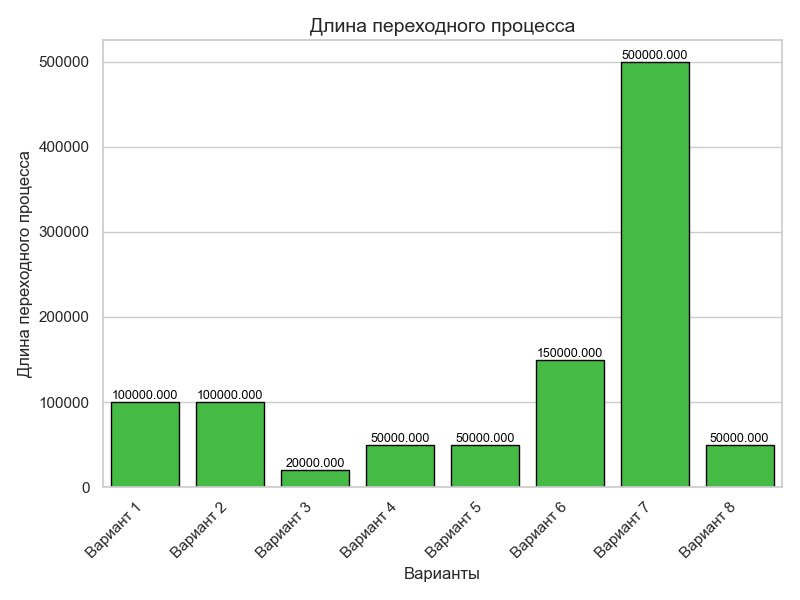 Длина переходного процесса
Длина переходного процесса
500000
400000
300000
200000
100000
0
100000.000
100000.000
20000.000
50000.000
50000.000
150000.000
500000.000
50000.000
Вариант 1
Вариант 2
Вариант 3
Вариант 4
Вариант 5
Вариант 6
Вариант 7
Вариант 8
Варианты